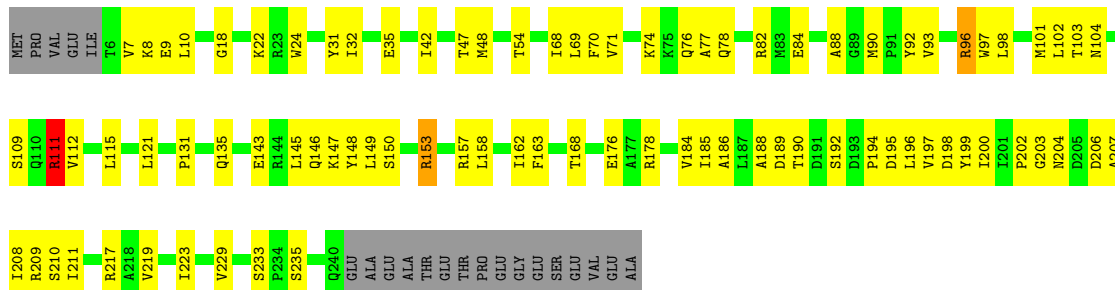 MET PRO VAL GLU ILE T6 V7 K8 E9 L10 G18 K22 R23 W24 Y31 I32 E35 I42 T47 M48 T54 I68 L69 F70 V71 K74 K75 Q76 A77 Q78 R82 M83 E84 A88 G89 M90 P91 Y92 V93 R96 W97 L98 M101 L102 T103 N104
S109 Q110 R111 V112 L115 L121 P131 Q135 E143 R144 L145 Q146 K147 Y148 L149 S150 R153 R157 L158 I162 F163 T168 E176 A177 R178 V184 I185 A186 L187 A188 D189 T190 D191 S192 D193 P194 D195 L196 V197 D198 Y199 I200 I201 P202 G203 N204 D205 D206 A207
I208 R209 S210 I211 R217 A218 V219 I223 V229 S233 P234 S235 Q240 GLU ALA GLU ALA THR GLU THR PRO GLU GLY GLU SER GLU VAL GLU ALA